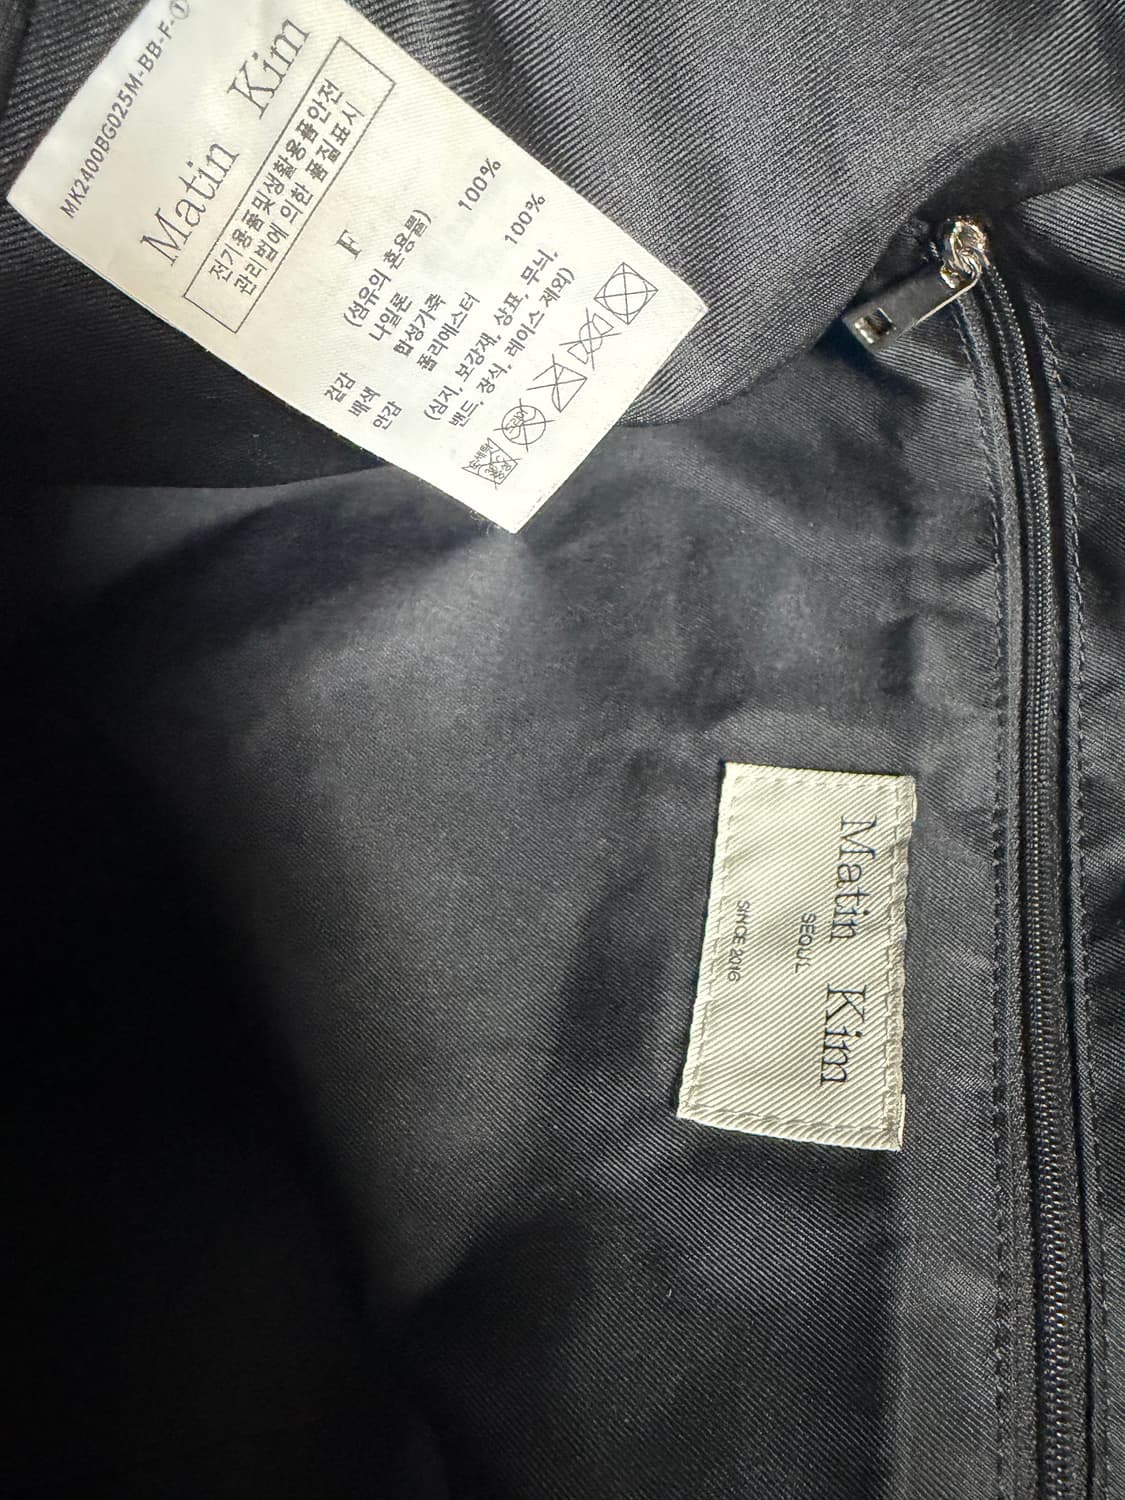 MK2400BG025M-BB-F-①
Matin Kim
전기용품및생활용품안전
관리법에 의한 품질표시
F
(섬유의 혼용률)
겉감 나일론 100%
배색 합성가죽
안감 폴리에스터 100%
(심지, 보강재, 상표, 무늬,
밴드, 장식, 레이스 제외)
Matin Kim
SEOUL
SINCE 2016